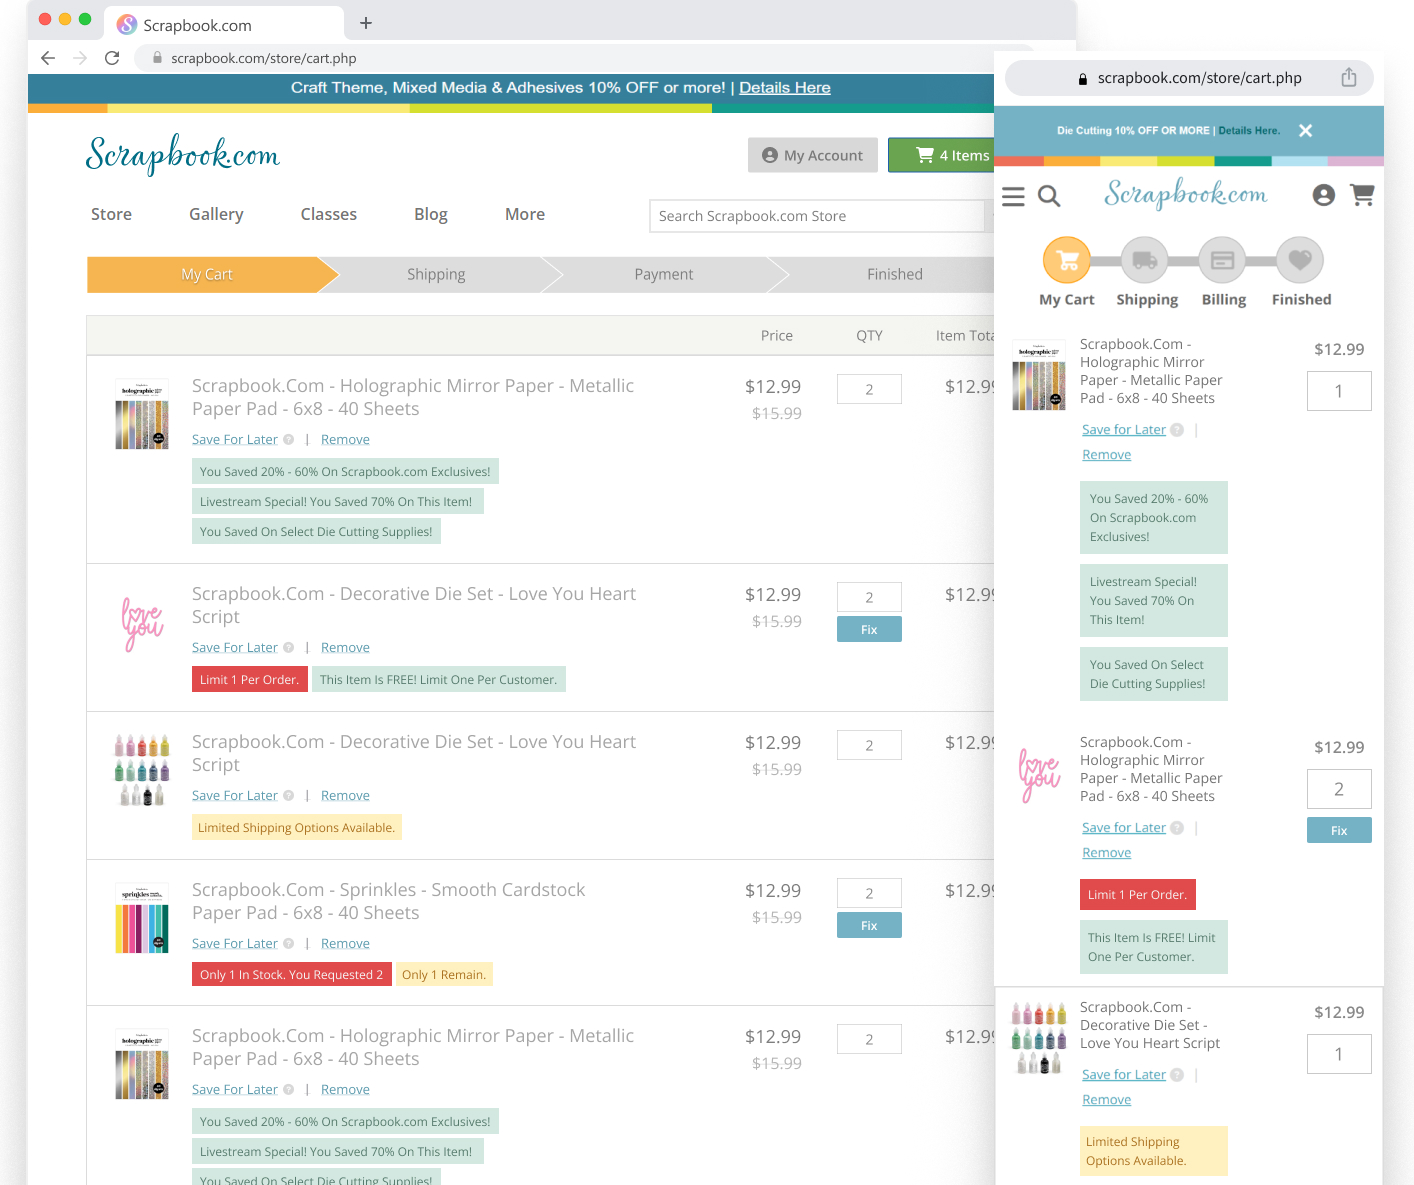 Scrapbook.com
scrapbook.com/store/cart.php
Craft Theme, Mixed Media & Adhesives 10% OFF or more! | Details Here
Scrapbook.com
My Account
4 Items
Store Gallery Classes Blog More
Search Scrapbook.com Store
My Cart Shipping Payment Finished
Price QTY Item Tota
Scrapbook.Com - Holographic Mirror Paper - Metallic
Paper Pad - 6x8 - 40 Sheets
$12.99 2 $12.99
$15.99
Save For Later ? | Remove
You Saved 20% - 60% On Scrapbook.com Exclusives!
Livestream Special! You Saved 70% On This Item!
You Saved On Select Die Cutting Supplies!
holographic
love
you
Scrapbook.Com - Decorative Die Set - Love You Heart
Script
$12.99 2 $12.99
$15.99
Fix
Save For Later ? | Remove
Limit 1 Per Order. This Item Is FREE! Limit One Per Customer.
Scrapbook.Com - Decorative Die Set - Love You Heart
Script
$12.99 2 $12.99
$15.99
Save For Later ? | Remove
Limited Shipping Options Available.
sprinkles
Scrapbook.Com - Sprinkles - Smooth Cardstock
Paper Pad - 6x8 - 40 Sheets
$12.99 2 $12.99
$15.99
Fix
Save For Later ? | Remove
Only 1 In Stock. You Requested 2 Only 1 Remain.
holographic
Scrapbook.Com - Holographic Mirror Paper - Metallic
Paper Pad - 6x8 - 40 Sheets
$12.99 2 $12.99
$15.99
Save For Later ? | Remove
You Saved 20% - 60% On Scrapbook.com Exclusives!
Livestream Special! You Saved 70% On This Item!
You Saved On Select Die Cutting Supplies!
scrapbook.com/store/cart.php
Die Cutting 10% OFF OR MORE | Details Here.
Scrapbook.com
My Cart Shipping Billing Finished
holographic
Scrapbook.Com -
Holographic Mirror
Paper - Metallic Paper
Pad - 6x8 - 40 Sheets
$12.99
1
Save for Later ? |
Remove
You Saved 20% - 60%
On Scrapbook.com
Exclusives!
Livestream Special!
You Saved 70% On
This Item!
You Saved On Select
Die Cutting Supplies!
love
you
Scrapbook.Com -
Holographic Mirror
Paper - Metallic Paper
Pad - 6x8 - 40 Sheets
$12.99
2
Fix
Save for Later ? |
Remove
Limit 1 Per Order.
This Item Is FREE! Limit
One Per Customer.
Scrapbook.Com -
Decorative Die Set -
Love You Heart Script
$12.99
1
Save for Later ? |
Remove
Limited Shipping
Options Available.